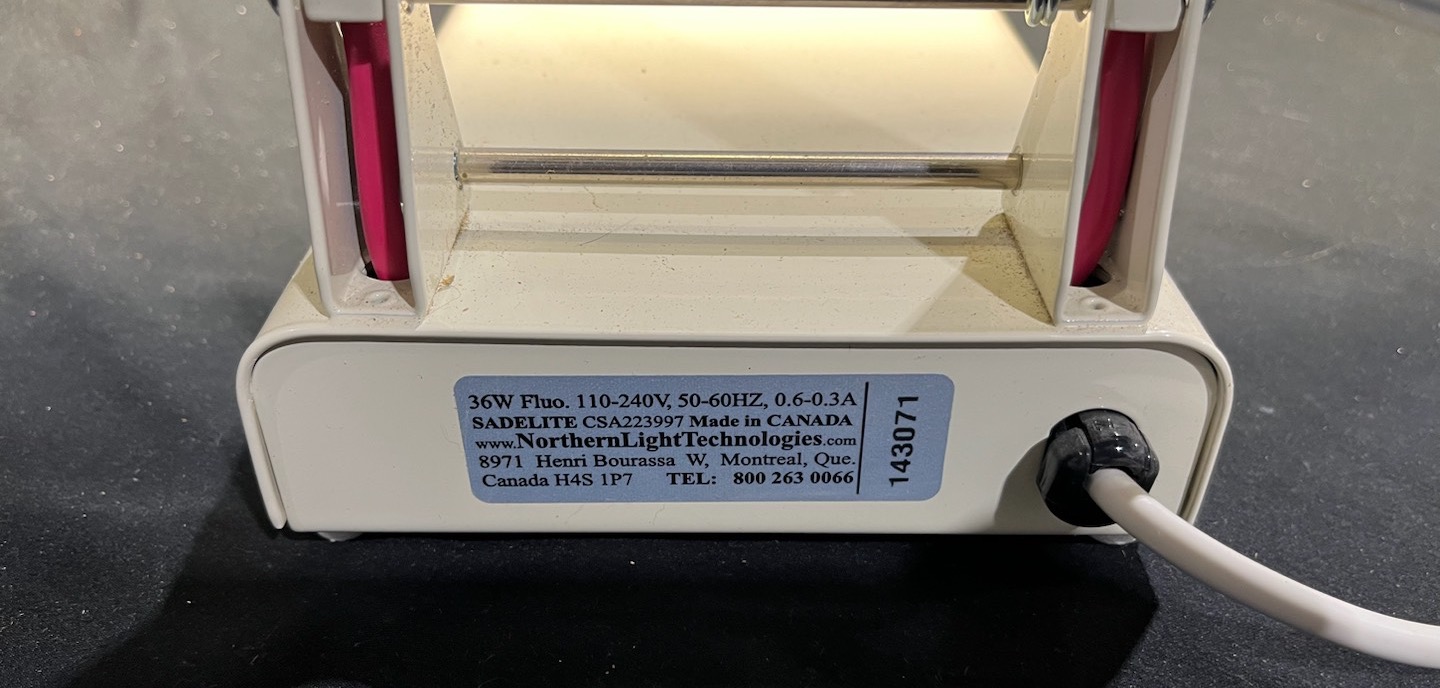 36W Fluo. 110-240V, 50-60HZ, 0.6-0.3A
SADELITE CSA223997 Made in CANADA
www.NorthernLightTechnologies.com
8971 Henri Bourassa W, Montreal, Que.
Canada H4S 1P7 TEL: 800 263 0066
143071